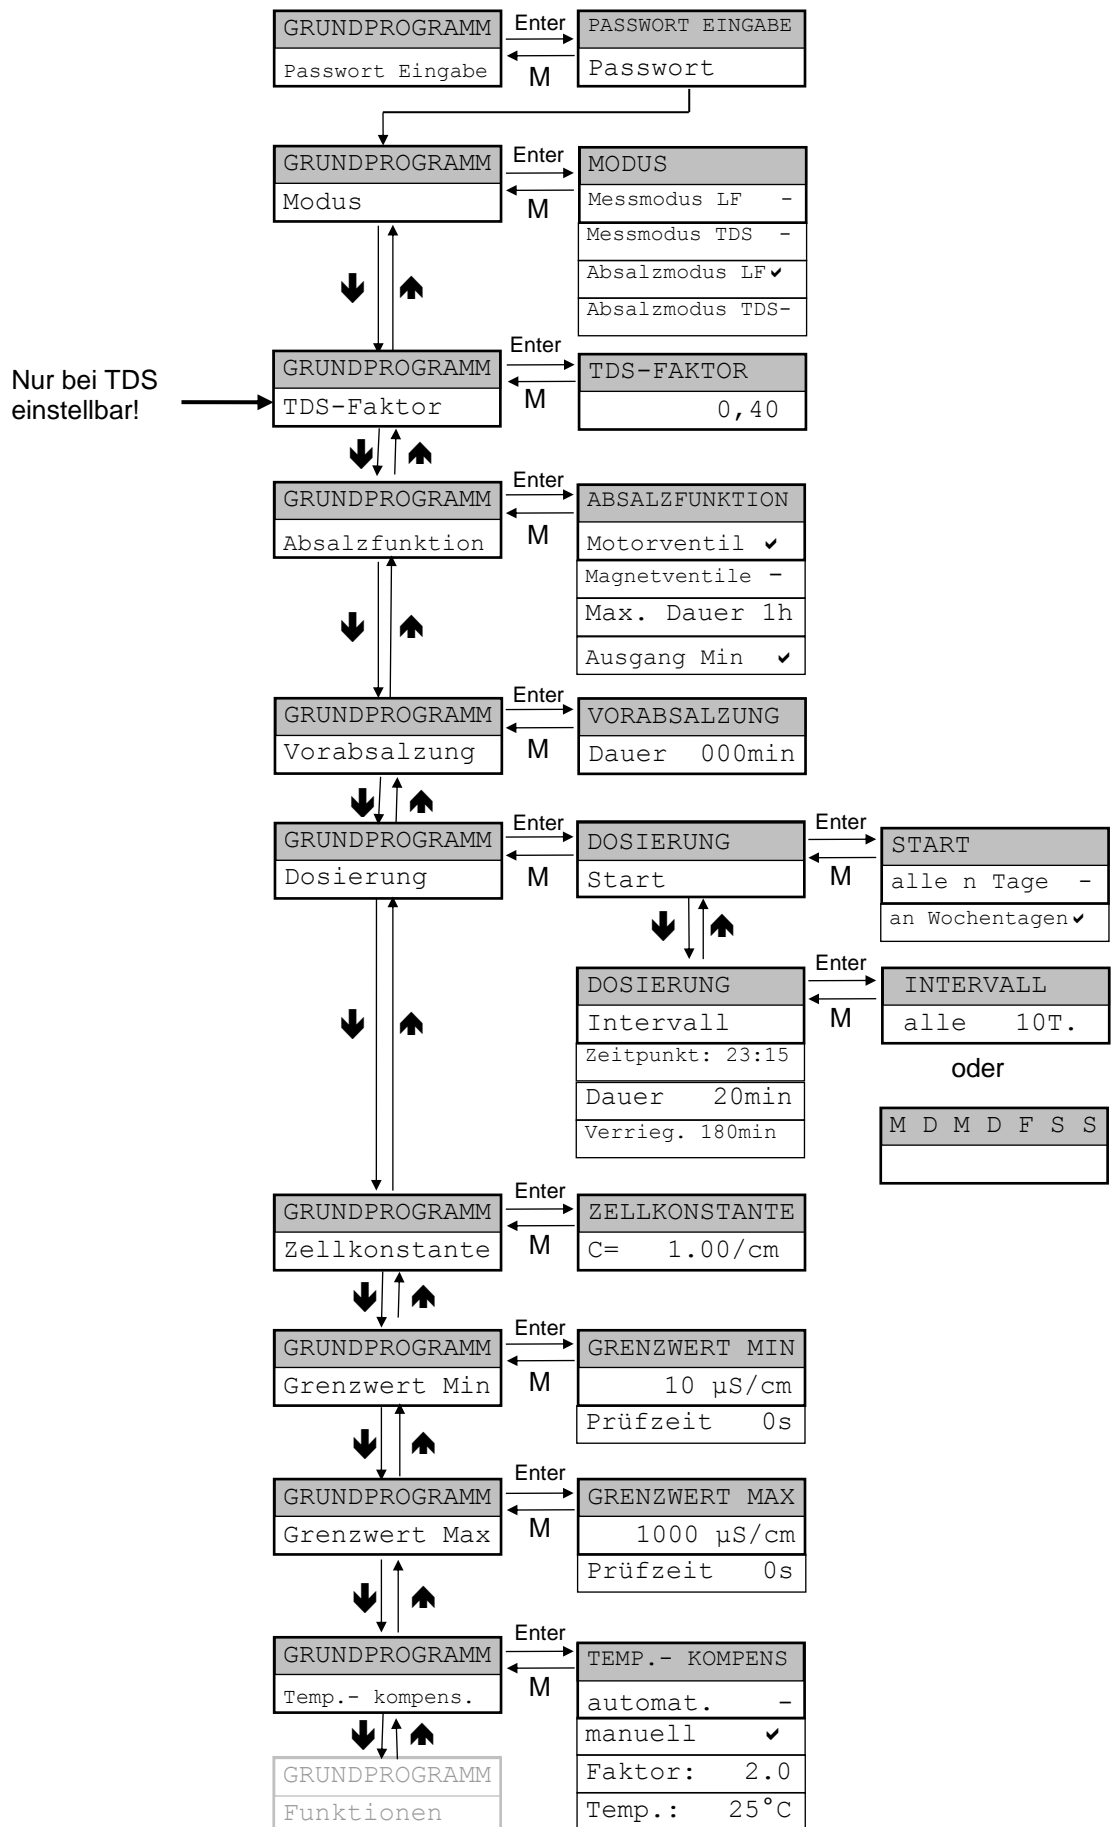 GRUNDPROGRAMM
Passwort Eingabe
Enter
M
PASSWORT EINGABE
Passwort
GRUNDPROGRAMM
Modus
Enter
M
MODUS
Messmodus LF -
Messmodus TDS -
Absalzmodus LF✔
Absalzmodus TDS-
Nur bei TDS
einstellbar!
GRUNDPROGRAMM
TDS-Faktor
Enter
M
TDS-FAKTOR
0,40
GRUNDPROGRAMM
Absalzfunktion
Enter
M
ABSALZFUNKTION
Motorventil ✔
Magnetventile -
Max. Dauer 1h
Ausgang Min ✔
GRUNDPROGRAMM
Vorabsalzung
Enter
M
VORABSALZUNG
Dauer 000min
GRUNDPROGRAMM
Dosierung
Enter
M
DOSIERUNG
Start
Enter
M
START
alle n Tage -
an Wochentagen✔
DOSIERUNG
Intervall
Zeitpunkt: 23:15
Dauer 20min
Verrieg. 180min
Enter
M
INTERVALL
alle 10T.
oder
M D M D F S S
GRUNDPROGRAMM
Zellkonstante
Enter
M
ZELLKONSTANTE
C= 1.00/cm
GRUNDPROGRAMM
Grenzwert Min
Enter
M
GRENZWERT MIN
10 µS/cm
Prüfzeit 0s
GRUNDPROGRAMM
Grenzwert Max
Enter
M
GRENZWERT MAX
1000 µS/cm
Prüfzeit 0s
GRUNDPROGRAMM
Temp.- kompens.
Enter
M
TEMP.- KOMPENS
automat. -
manuell ✔
Faktor: 2.0
Temp.: 25°C
GRUNDPROGRAMM
Funktionen